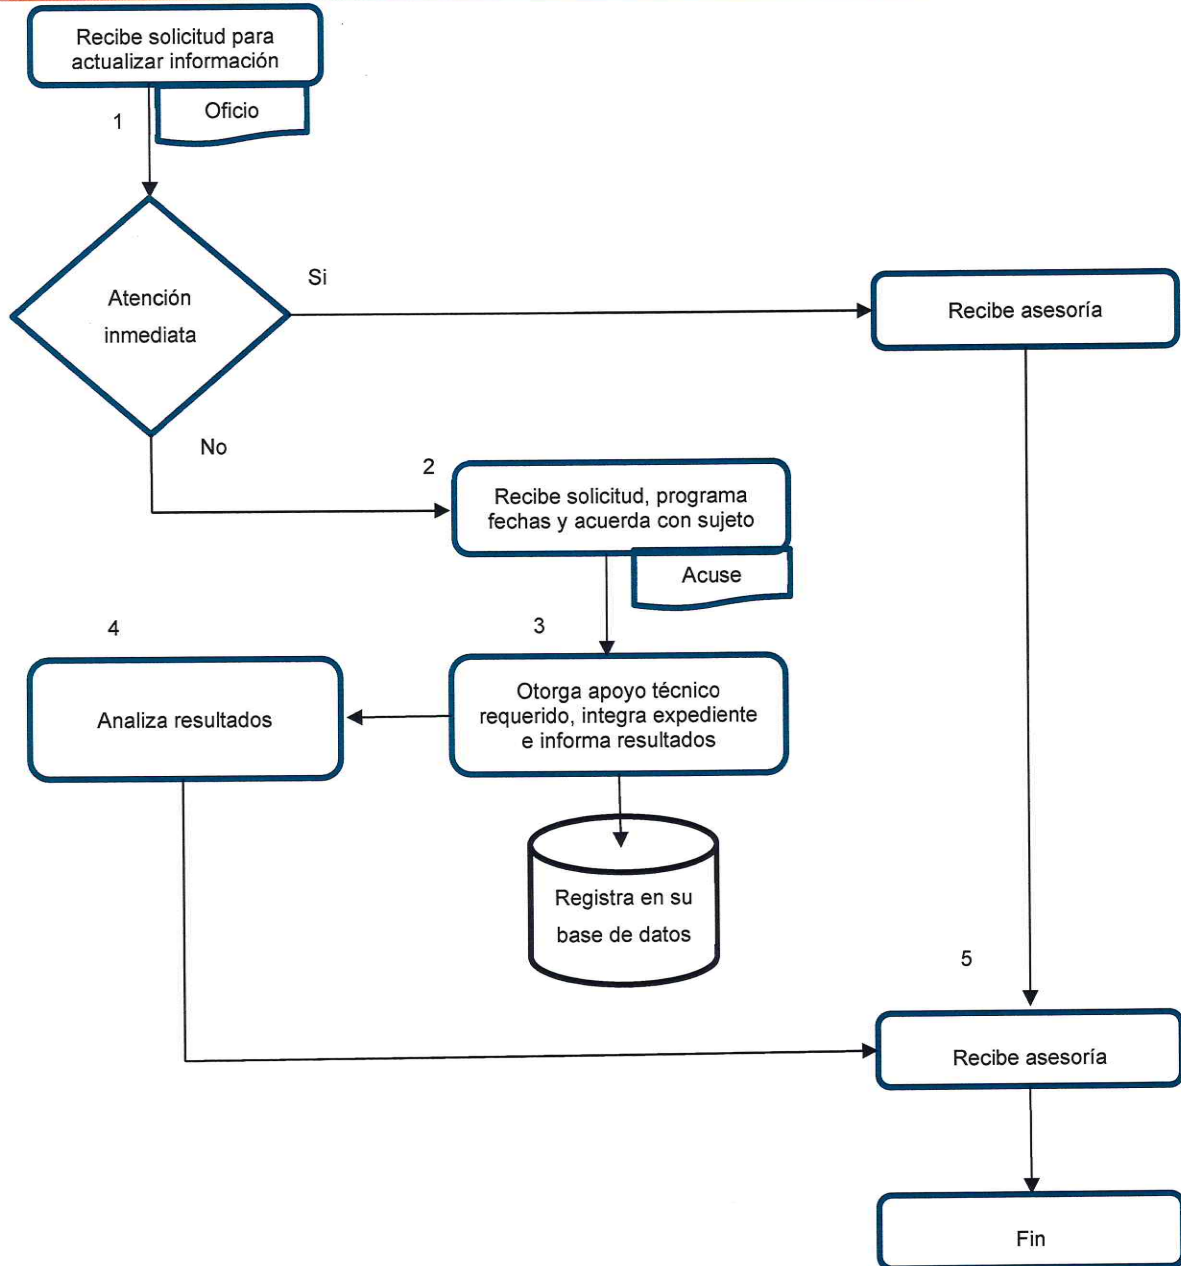 Recibe solicitud para
actualizar información
Oficio
1
Atención
inmediata
Si
Recibe asesoría
No
2
Recibe solicitud, programa
fechas y acuerda con sujeto
Acuse
3
Otorga apoyo técnico
requerido, integra expediente
e informa resultados
4
Analiza resultados
Registra en su
base de datos
5
Recibe asesoría
Fin